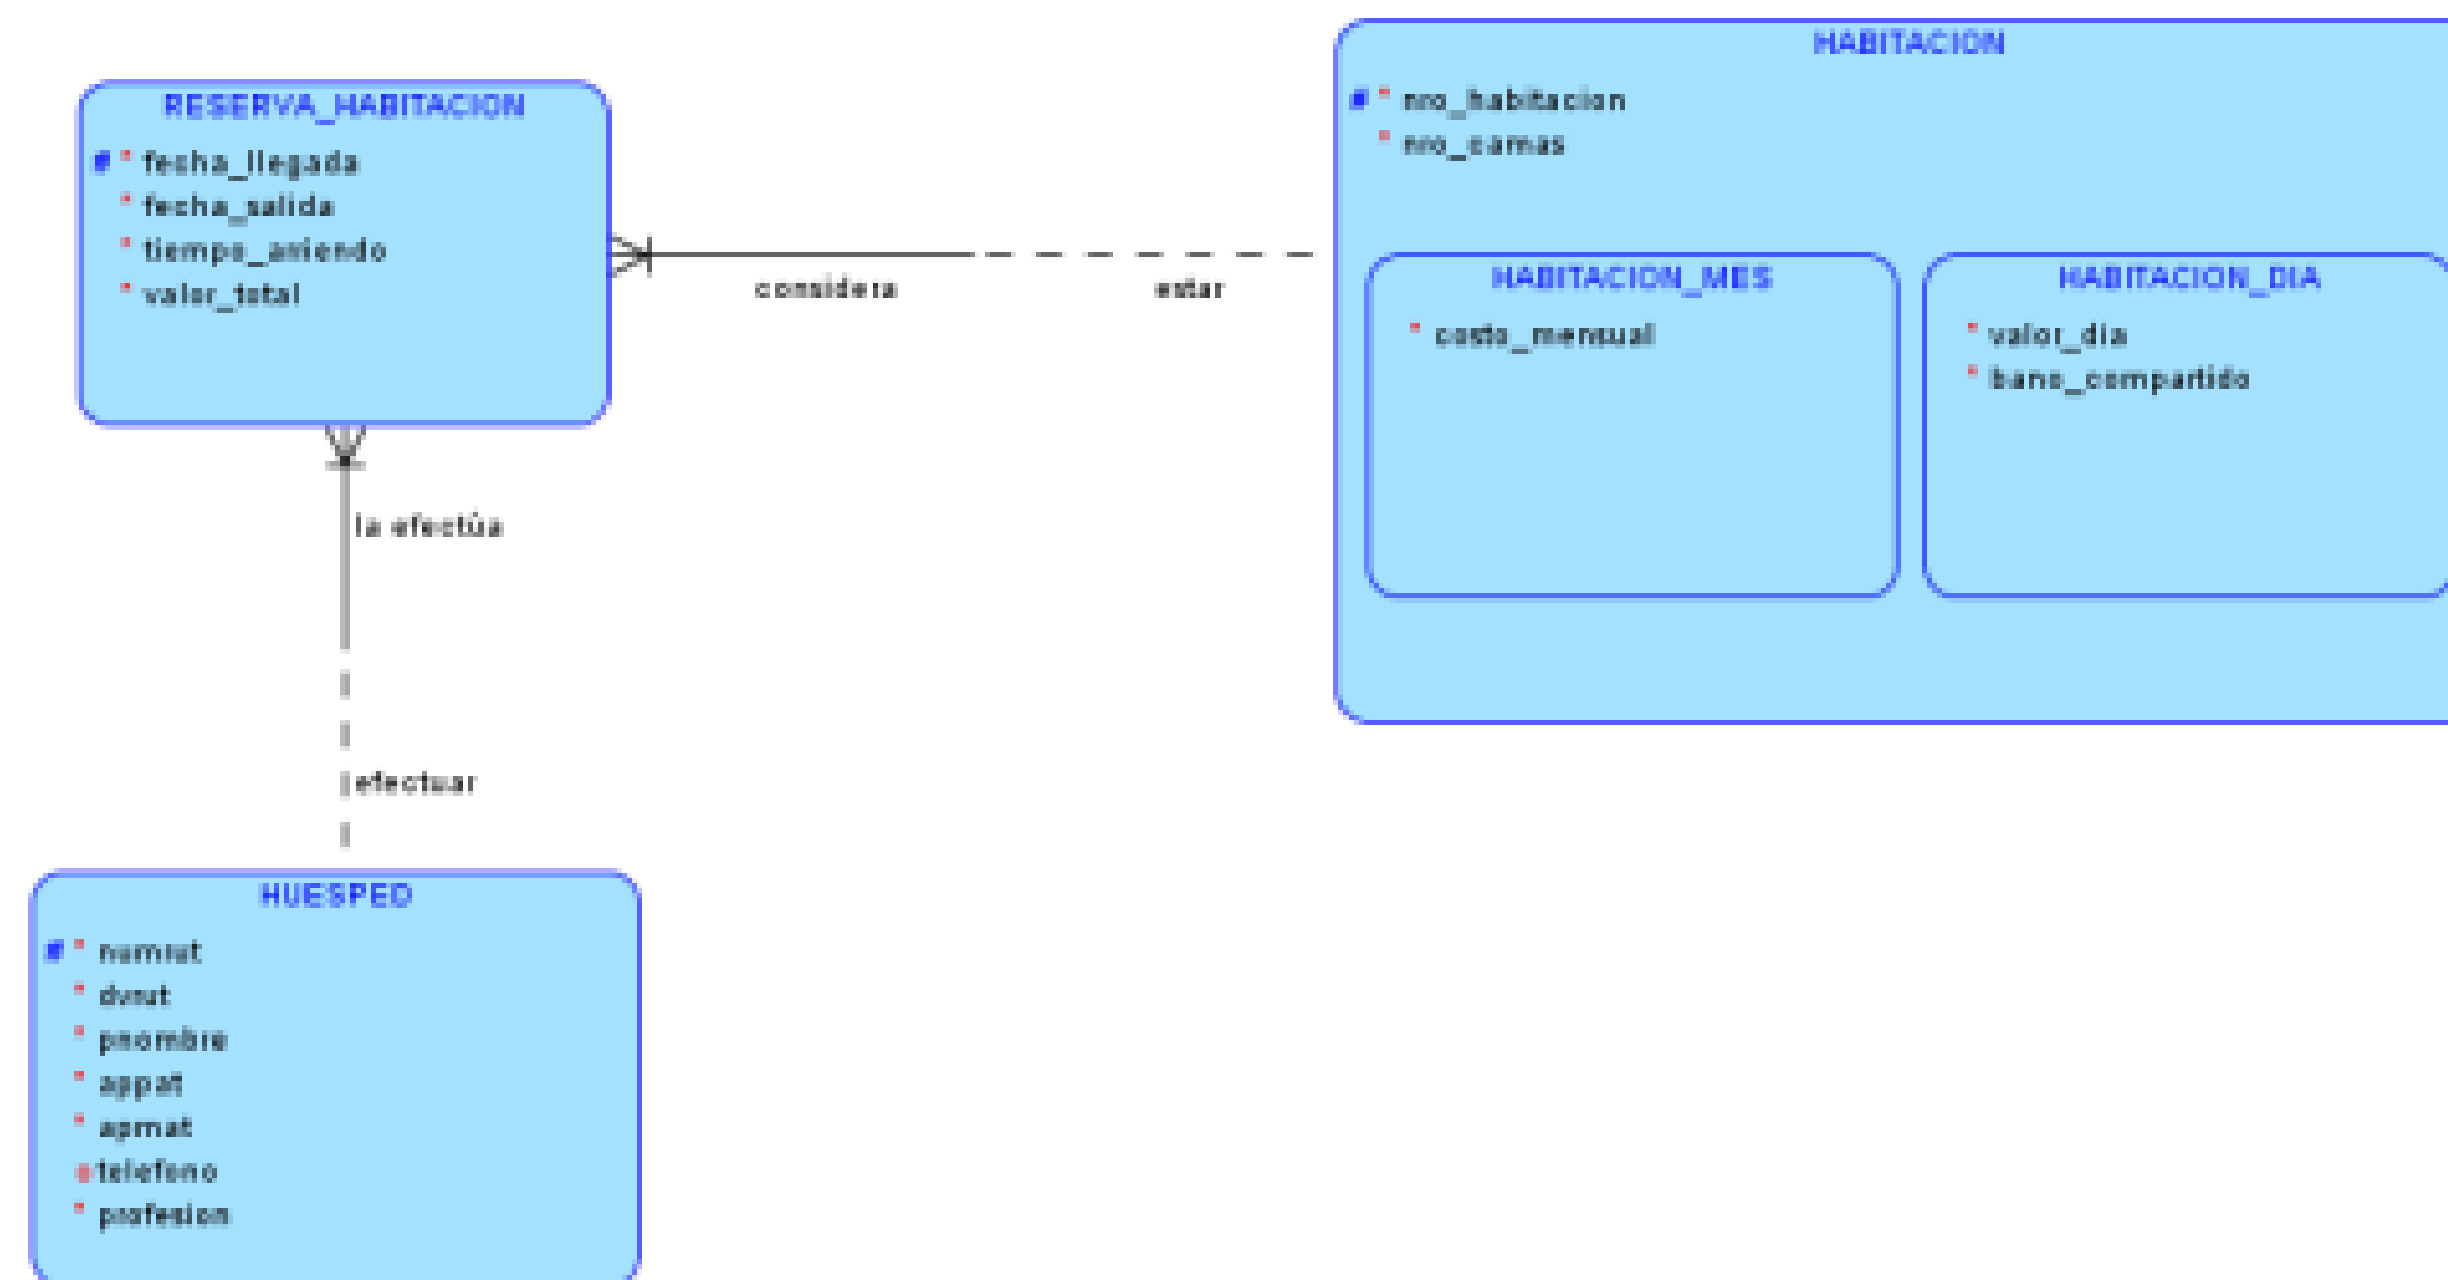 RESERVA_HABITACION
# * fecha_llegada
* fecha_salida
* tiempo_arriendo
* valor_total
considera
estar
HABITACION
# * nro_habitacion
* nro_camas
HABITACION_MES
* costo_mensual
HABITACION_DIA
* valor_dia
* bano_compartido
la efectúa
efectuar
HUESPED
# * numrut
* dvrut
* pnombre
* appat
* apmat
o telefono
* profesion